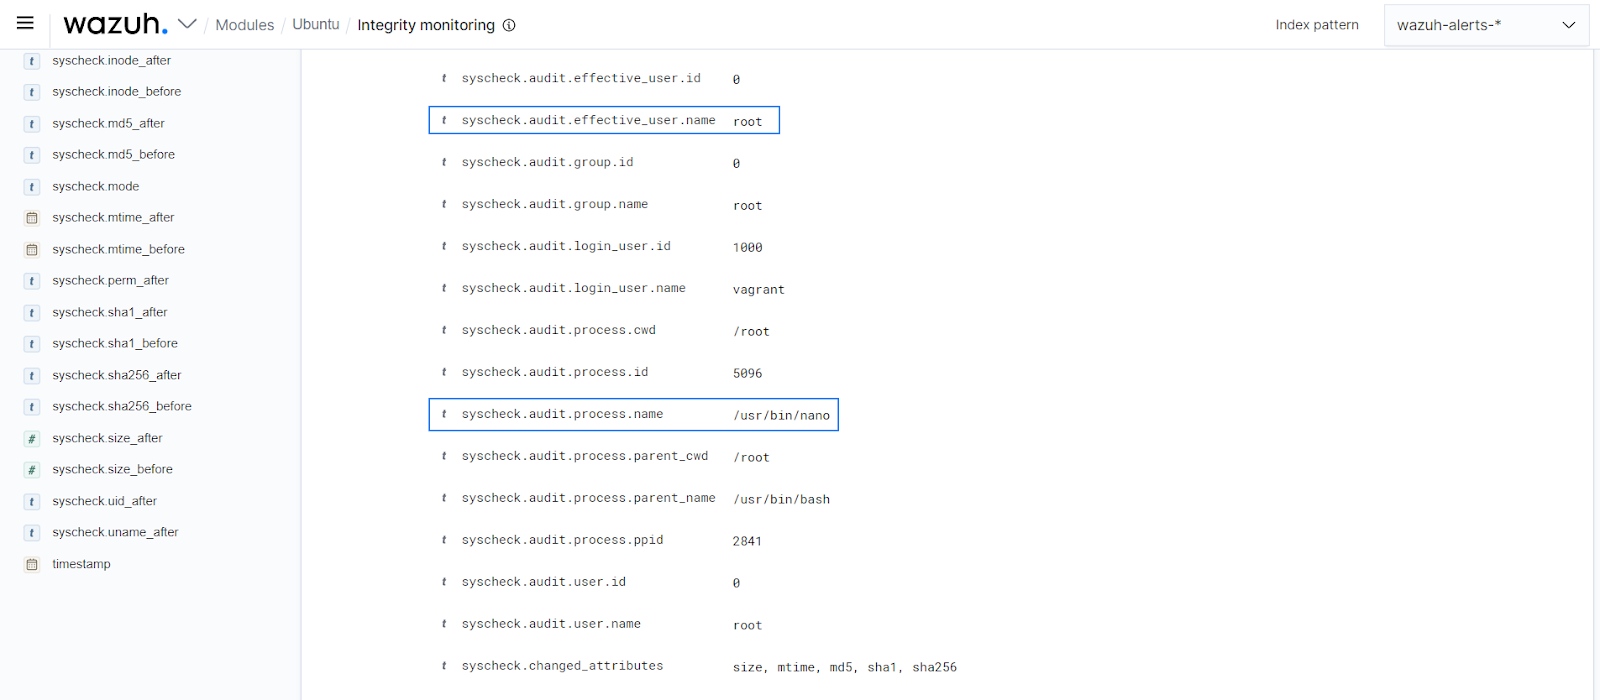 wazuh. / Modules / Ubuntu / Integrity monitoring Index pattern wazuh-alerts-*
t syscheck.inode_after
t syscheck.inode_before
t syscheck.md5_after
t syscheck.md5_before
t syscheck.mode
syscheck.mtime_after
syscheck.mtime_before
t syscheck.perm_after
t syscheck.sha1_after
t syscheck.sha1_before
t syscheck.sha256_after
t syscheck.sha256_before
# syscheck.size_after
# syscheck.size_before
t syscheck.uid_after
t syscheck.uname_after
timestamp
t syscheck.audit.effective_user.id 0
t syscheck.audit.effective_user.name root
t syscheck.audit.group.id 0
t syscheck.audit.group.name root
t syscheck.audit.login_user.id 1000
t syscheck.audit.login_user.name vagrant
t syscheck.audit.process.cwd /root
t syscheck.audit.process.id 5096
t syscheck.audit.process.name /usr/bin/nano
t syscheck.audit.process.parent_cwd /root
t syscheck.audit.process.parent_name /usr/bin/bash
t syscheck.audit.process.ppid 2841
t syscheck.audit.user.id 0
t syscheck.audit.user.name root
t syscheck.changed_attributes size, mtime, md5, sha1, sha256